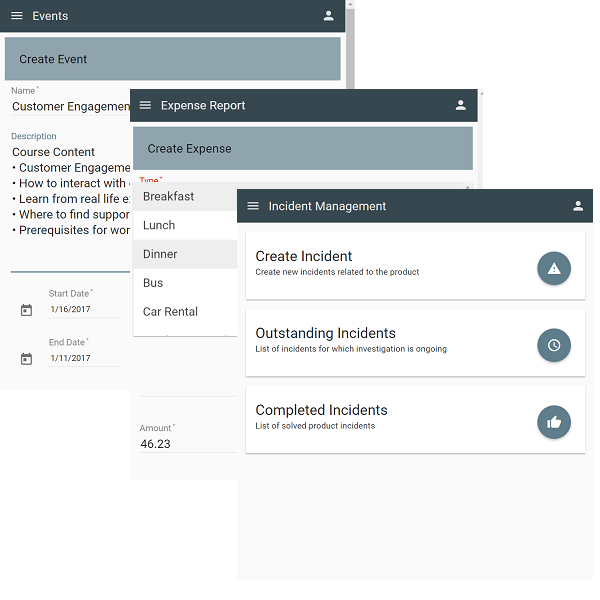 Events
Create Event
Name*
Customer Engagemen
Description
Course Content
• Customer Engageme
• How to interact with
• Learn from real life e
• Where to find suppor
• Prerequisites for wor
Start Date*
1/16/2017
End Date*
1/11/2017
Expense Report
Create Expense
Type*
Breakfast
Lunch
Dinner
Bus
Car Rental
Amount*
46.23
Incident Management
Create Incident
Create new incidents related to the product
Outstanding Incidents
List of incidents for which investigation is ongoing
Completed Incidents
List of solved product incidents